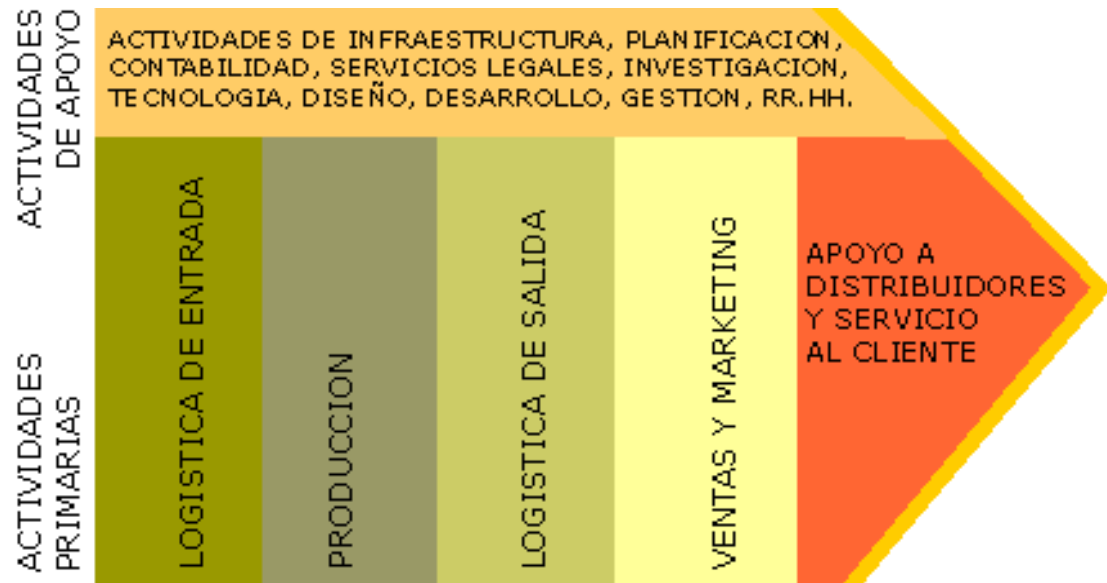 ACTIVIDADES
DE APOYO
ACTIVIDADES DE INFRAESTRUCTURA, PLANIFICACION,
CONTABILIDAD, SERVICIOS LEGALES, INVESTIGACION,
TECNOLOGIA, DISEÑO, DESARROLLO, GESTION, RR.HH.
ACTIVIDADES
PRIMARIAS
LOGISTICA DE ENTRADA
PRODUCCION
LOGISTICA DE SALIDA
VENTAS Y MARKETING
APOYO A
DISTRIBUIDORES
Y SERVICIO
AL CLIENTE